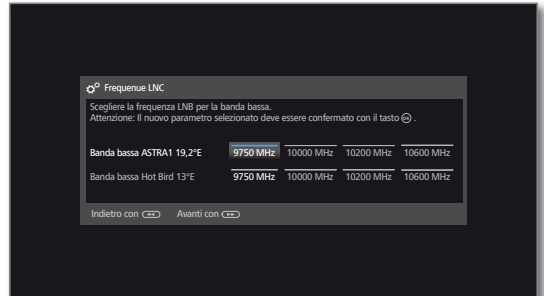 Frequenue LNC
Scegliere la frequenza LNB per la banda bassa.
Attenzione: Il nuovo parametro selezionato deve essere confermato con il tasto OK .
Banda bassa ASTRA1 19,2°E 9750 MHz 10000 MHz 10200 MHz 10600 MHz
Banda bassa Hot Bird 13°E 9750 MHz 10000 MHz 10200 MHz 10600 MHz
Indietro con Avanti con